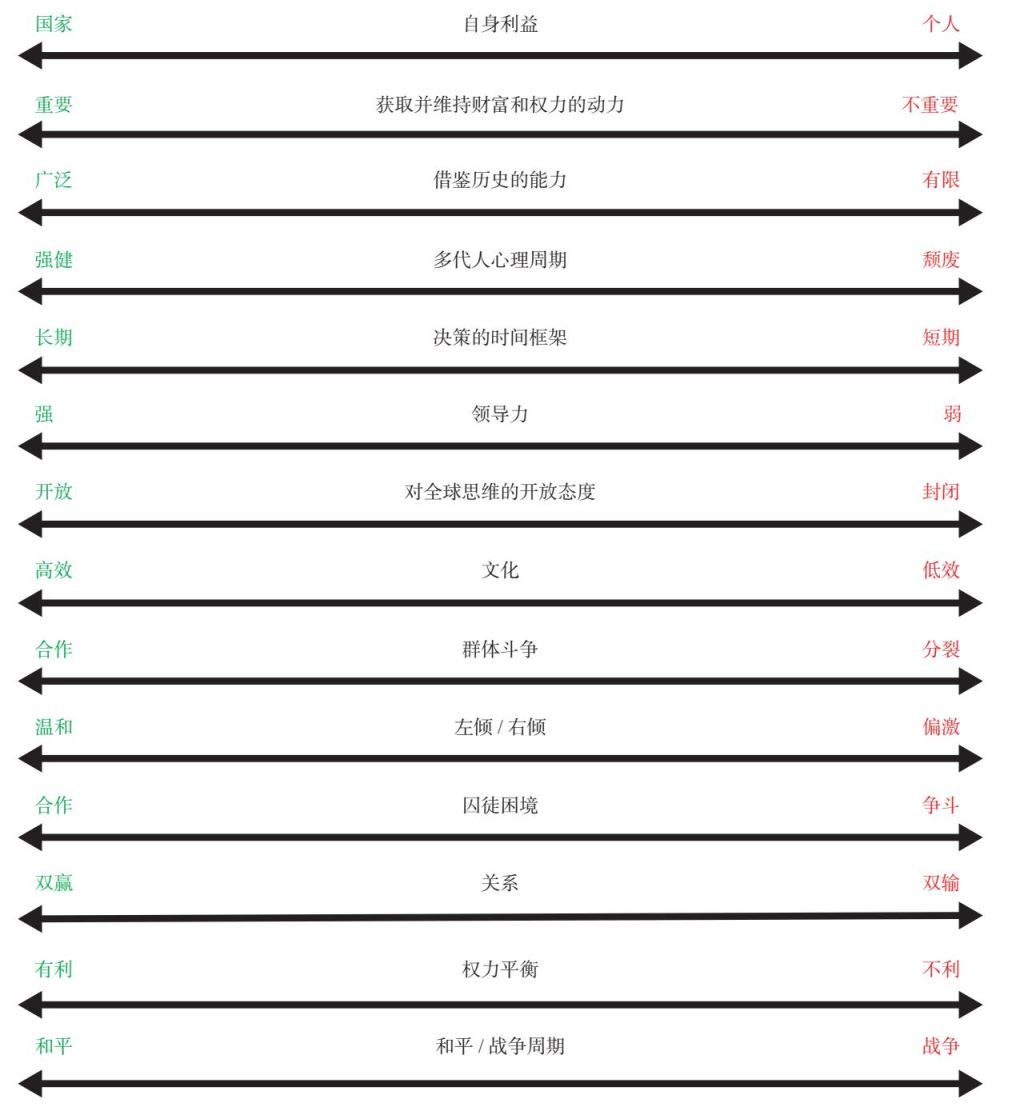 国家 自身利益 个人
重要 获取并维持财富和权力的动力 不重要
广泛 借鉴历史的能力 有限
强健 多代人心理周期 颓废
长期 决策的时间框架 短期
强 领导力 弱
开放 对全球思维的开放态度 封闭
高效 文化 低效
合作 群体斗争 分裂
温和 左倾 / 右倾 偏激
合作 囚徒困境 争斗
双赢 关系 双输
有利 权力平衡 不利
和平 和平 / 战争周期 战争